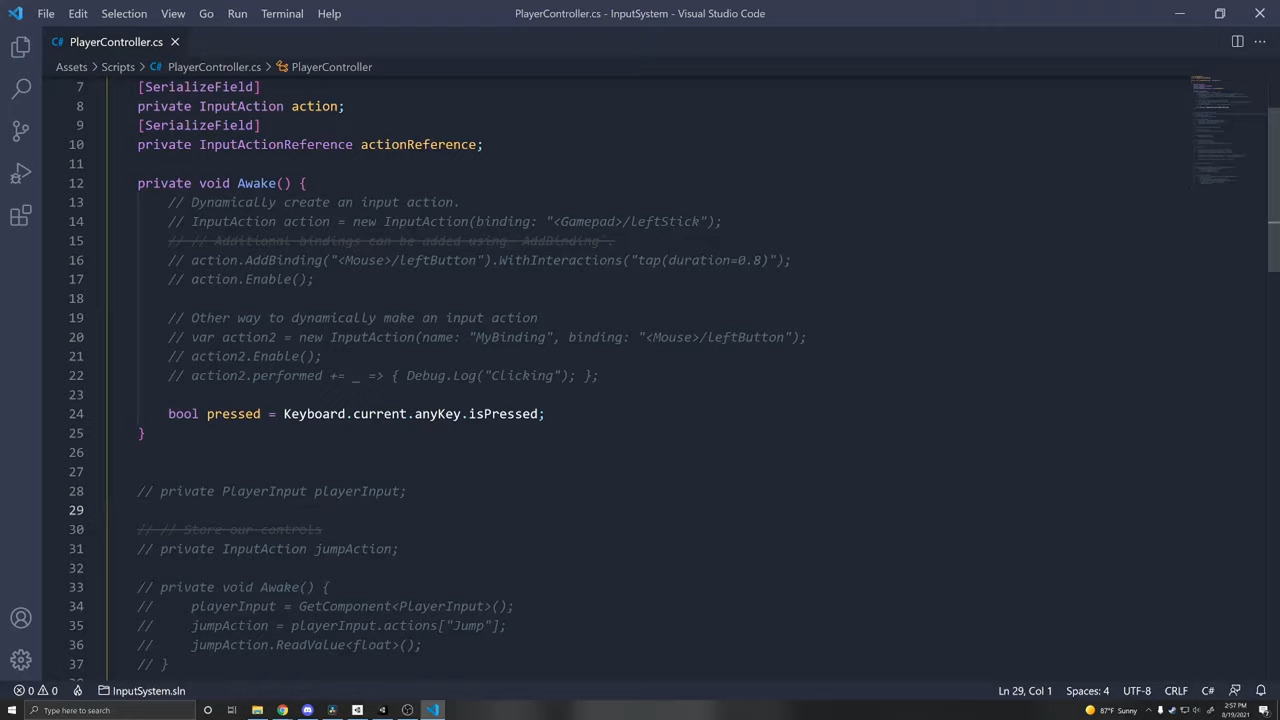 File Edit Selection View Go Run Terminal Help PlayerController.cs - InputSystem - Visual Studio Code
C# PlayerController.cs
Assets > Scripts > C# PlayerController.cs > PlayerController
7 [SerializeField]
8 private InputAction action;
9 [SerializeField]
10 private InputActionReference actionReference;
11
12 private void Awake() {
13 // Dynamically create an input action.
14 // InputAction action = new InputAction(binding: "<Gamepad>/leftStick");
15 // // Additional bindings can be added using `AddBinding`.
16 // action.AddBinding("<Mouse>/leftButton").WithInteractions("tap(duration=0.8)");
17 // action.Enable();
18
19 // Other way to dynamically make an input action
20 // var action2 = new InputAction(name: "MyBinding", binding: "<Mouse>/leftButton");
21 // action2.Enable();
22 // action2.performed += _ => { Debug.Log("Clicking"); };
23
24 bool pressed = Keyboard.current.anyKey.isPressed;
25 }
26
27
28 // private PlayerInput playerInput;
29
30 // // Store our controls
31 // private InputAction jumpAction;
32
33 // private void Awake() {
34 // playerInput = GetComponent<PlayerInput>();
35 // jumpAction = playerInput.actions["Jump"];
36 // jumpAction.ReadValue<float>();
37 // }
0 0 InputSystem.sln Ln 29, Col 1 Spaces: 4 UTF-8 CRLF C#
Type here to search 87°F Sunny 2:57 PM
8/19/2021